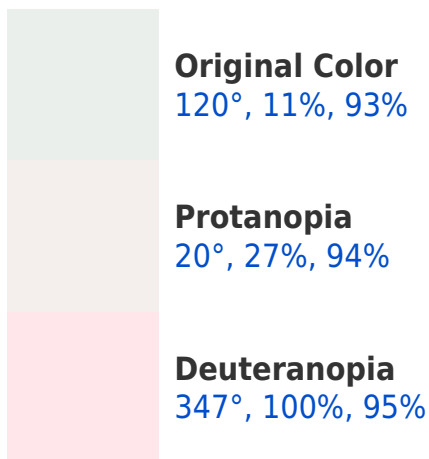 Original Color
120°, 11%, 93%
Protanopia
20°, 27%, 94%
Deuteranopia
347°, 100%, 95%